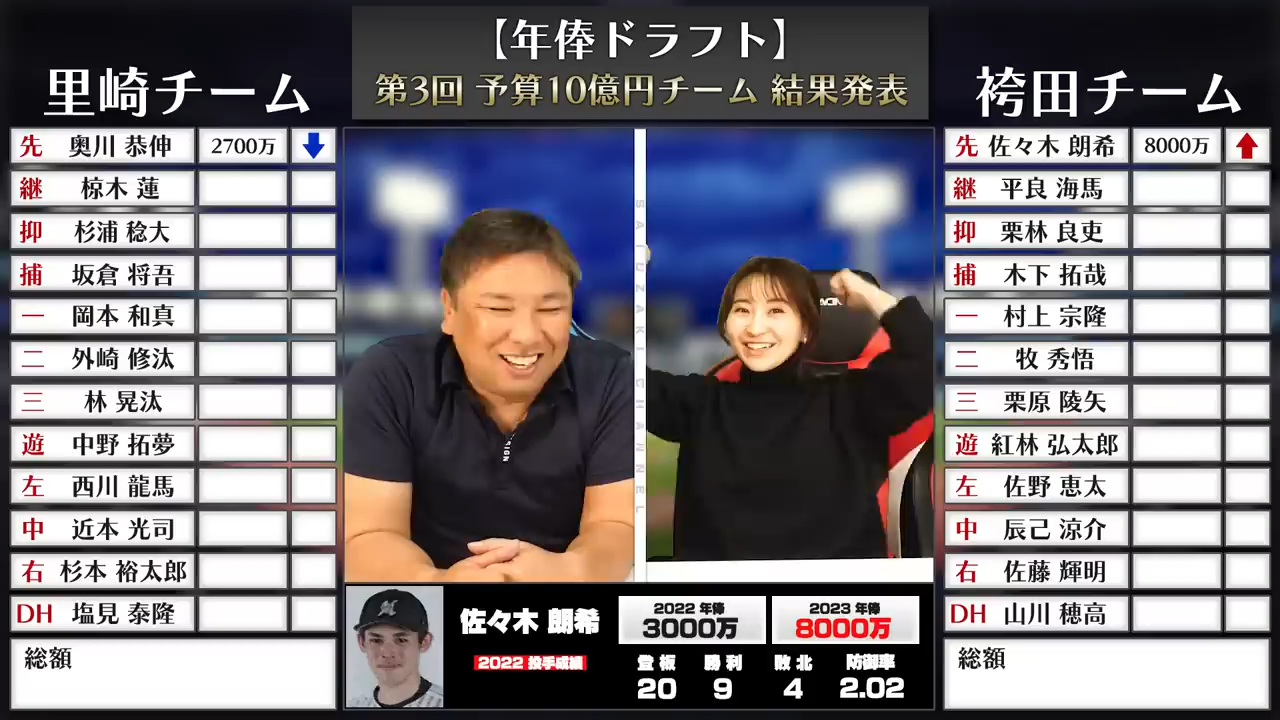 【年俸ドラフト】
第3回 予算10億円チーム 結果発表
里崎チーム
先 奥川 恭伸 2700万
継 椋木 蓮
抑 杉浦 稔大
捕 坂倉 将吾
一 岡本 和真
二 外崎 修汰
三 林 晃汰
遊 中野 拓夢
左 西川 龍馬
中 近本 光司
右 杉本 裕太郎
DH 塩見 泰隆
総額
袴田チーム
先 佐々木 朗希 8000万
継 平良 海馬
抑 栗林 良吏
捕 木下 拓哉
一 村上 宗隆
二 牧 秀悟
三 栗原 陵矢
遊 紅林 弘太郎
左 佐野 恵太
中 辰己 涼介
右 佐藤 輝明
DH 山川 穂高
総額
SATOZAKI CHANNEL
佐々木 朗希
2022 年俸
3000万
2023 年俸
8000万
2022 投手成績
登板 勝利 敗北 防御率
20 9 4 2.02